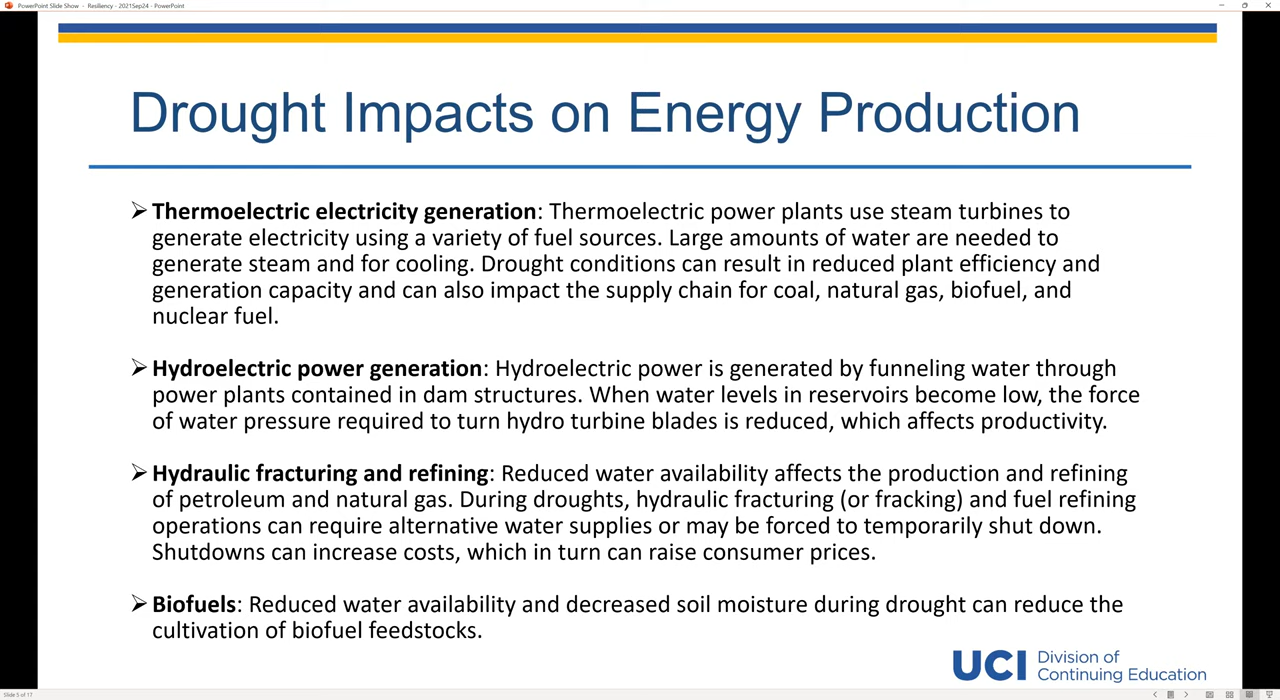 PowerPoint Slide Show - Resiliency - 2021Sep24 - PowerPoint
Drought Impacts on Energy Production
➢ Thermoelectric electricity generation: Thermoelectric power plants use steam turbines to
generate electricity using a variety of fuel sources. Large amounts of water are needed to
generate steam and for cooling. Drought conditions can result in reduced plant efficiency and
generation capacity and can also impact the supply chain for coal, natural gas, biofuel, and
nuclear fuel.
➢ Hydroelectric power generation: Hydroelectric power is generated by funneling water through
power plants contained in dam structures. When water levels in reservoirs become low, the force
of water pressure required to turn hydro turbine blades is reduced, which affects productivity.
➢ Hydraulic fracturing and refining: Reduced water availability affects the production and refining
of petroleum and natural gas. During droughts, hydraulic fracturing (or fracking) and fuel refining
operations can require alternative water supplies or may be forced to temporarily shut down.
Shutdowns can increase costs, which in turn can raise consumer prices.
➢ Biofuels: Reduced water availability and decreased soil moisture during drought can reduce the
cultivation of biofuel feedstocks.
UCI Division of
Continuing Education
Slide 5 of 17